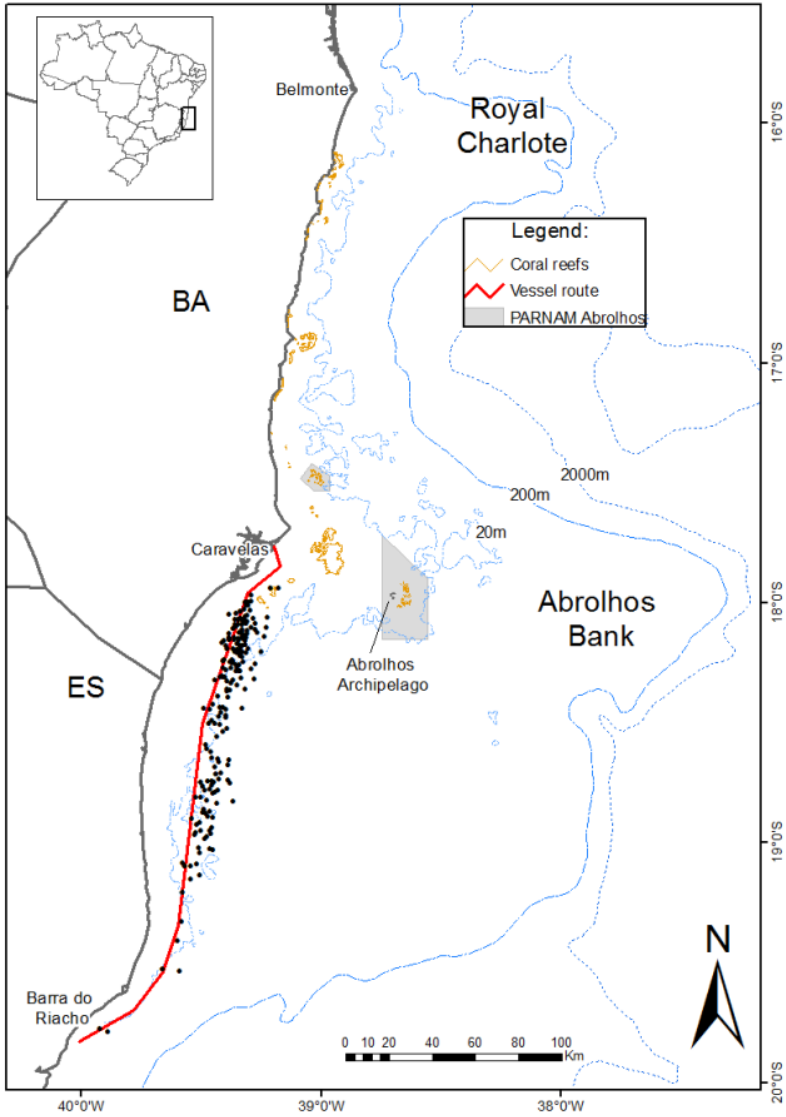 Belmonte
Royal
Charlote
16°0'S
Legend:
Coral reefs
Vessel route
PARNAM Abrolhos
BA
17°0'S
2000m
200m
20m
Caravelas
18°0'S
Abrolhos
Bank
Abrolhos
Archipelago
ES
19°0'S
N
Barra do
Riacho
0 10 20 40 60 80 100
Km
20°0'S
40°0'W 39°0'W 38°0'W